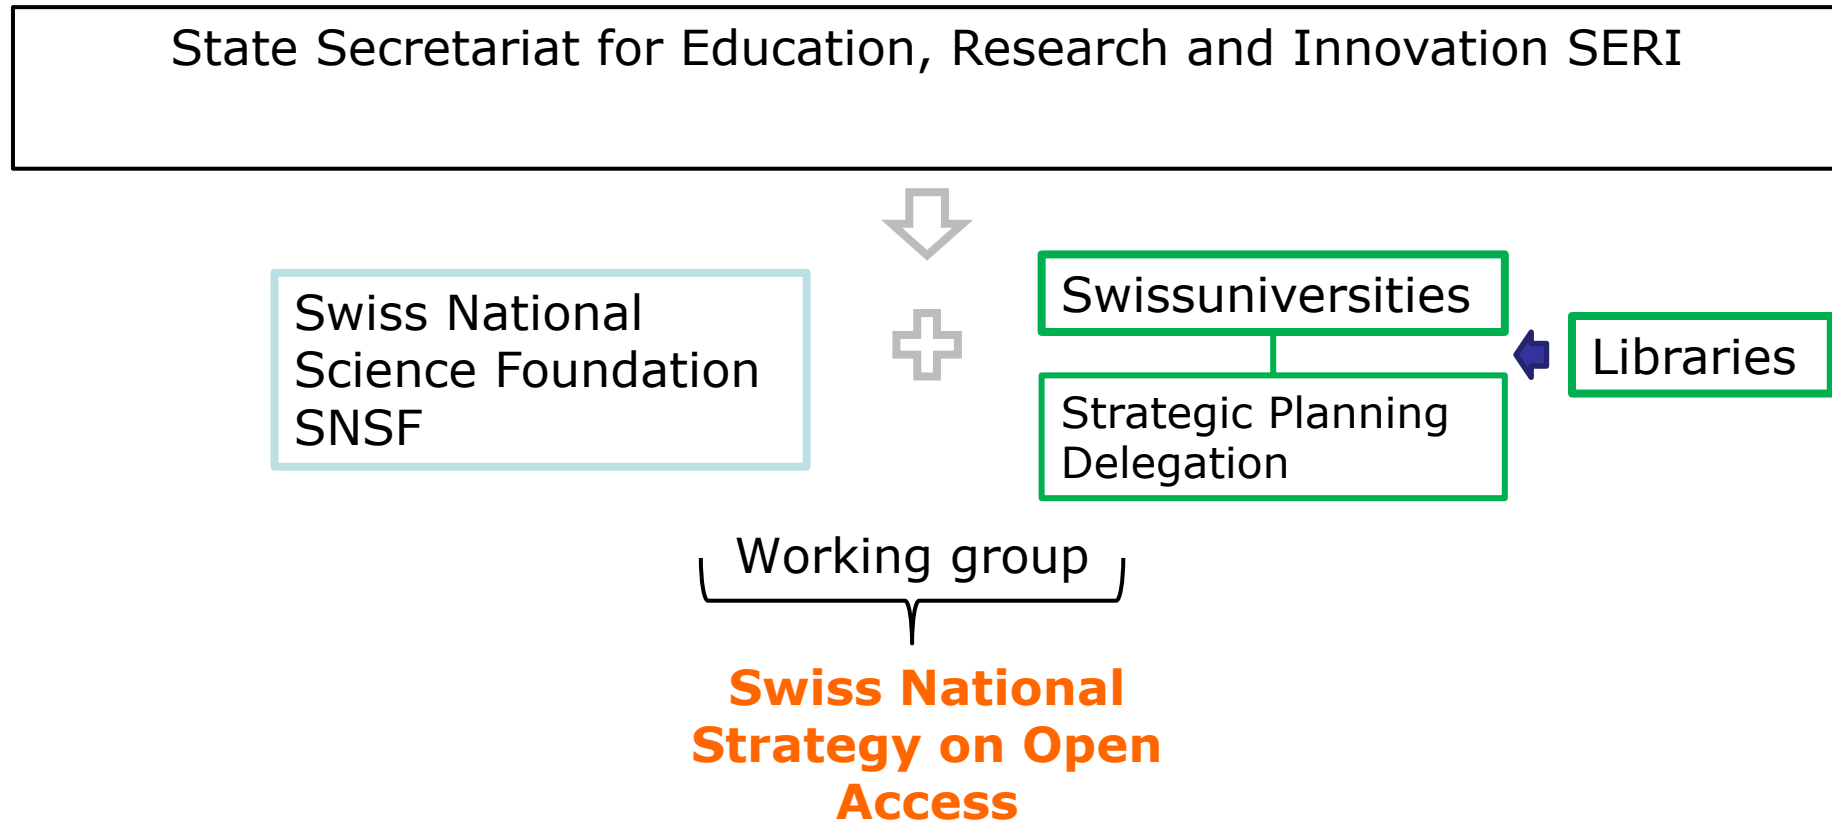 State Secretariat for Education, Research and Innovation SERI
Swiss National
Science Foundation
SNSF
Swissuniversities
Strategic Planning
Delegation
Libraries
Working group
Swiss National
Strategy on Open
Access